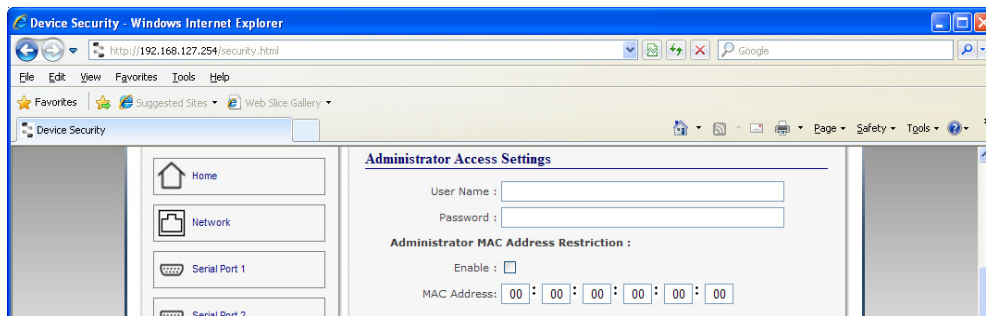 Device Security - Windows Internet Explorer
http://192.168.127.254/security.html
Google
File Edit View Favorites Tools Help
Favorites Suggested Sites Web Slice Gallery
Device Security
Page Safety Tools
Home
Network
Serial Port 1
Serial Port 2
Administrator Access Settings
User Name :
Password :
Administrator MAC Address Restriction :
Enable :
MAC Address: 00 : 00 : 00 : 00 : 00 : 00